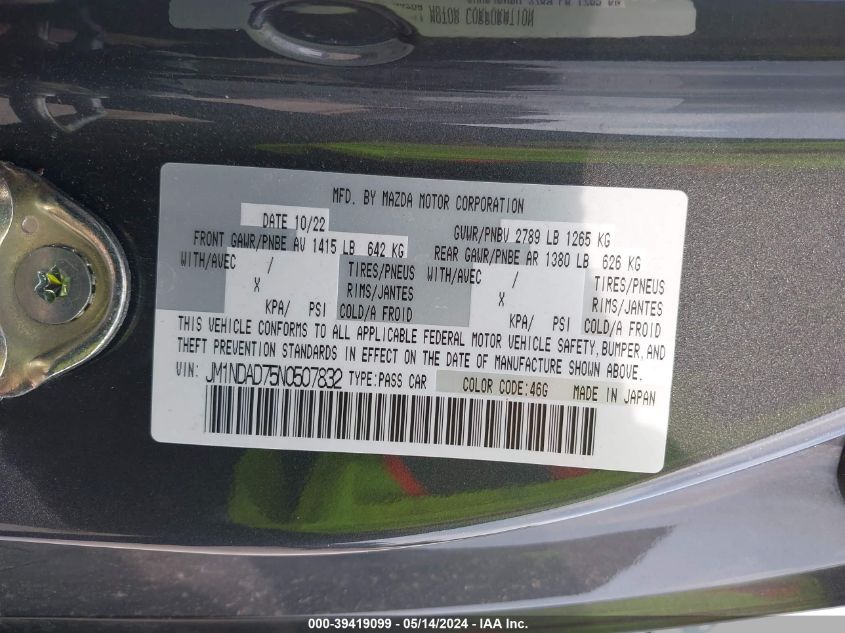 MOTOR CORPORATION
MFD. BY MAZDA MOTOR CORPORATION
DATE 10/22
GVWR/PNBV 2789 LB 1265 KG
FRONT GAWR/PNBE AV 1415 LB 642 KG
REAR GAWR/PNBE AR 1380 LB 626 KG
WITH/AVEC / TIRES/PNEUS WITH/AVEC / TIRES/PNEUS
X RIMS/JANTES X RIMS/JANTES
KPA/ PSI COLD/A FROID KPA/ PSI COLD/A FROID
THIS VEHICLE CONFORMS TO ALL APPLICABLE FEDERAL MOTOR VEHICLE SAFETY, BUMPER, AND
THEFT PREVENTION STANDARDS IN EFFECT ON THE DATE OF MANUFACTURE SHOWN ABOVE.
VIN: JM1NDAD75N0507832 TYPE:PASS CAR COLOR CODE:46G MADE IN JAPAN
000-39419099 - 05/14/2024 - IAA Inc.